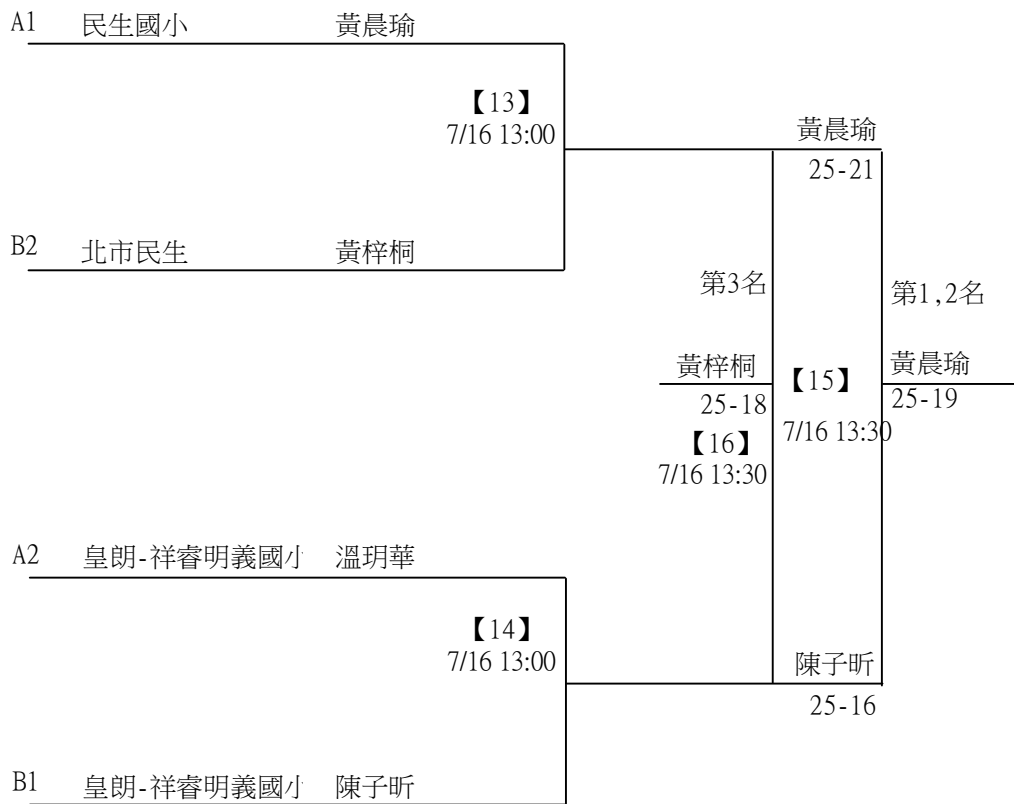 A1 民生國小 黃晨瑜
【13】
7/16 13:00
黃晨瑜
25-21
B2 北市民生 黃梓桐
第3名
第1,2名
黃梓桐
25-18
【16】
7/16 13:30
【15】
7/16 13:30
黃晨瑜
25-19
A2 皇朗-祥睿明義國小 溫玥華
【14】
7/16 13:00
陳子昕
25-16
B1 皇朗-祥睿明義國小 陳子昕